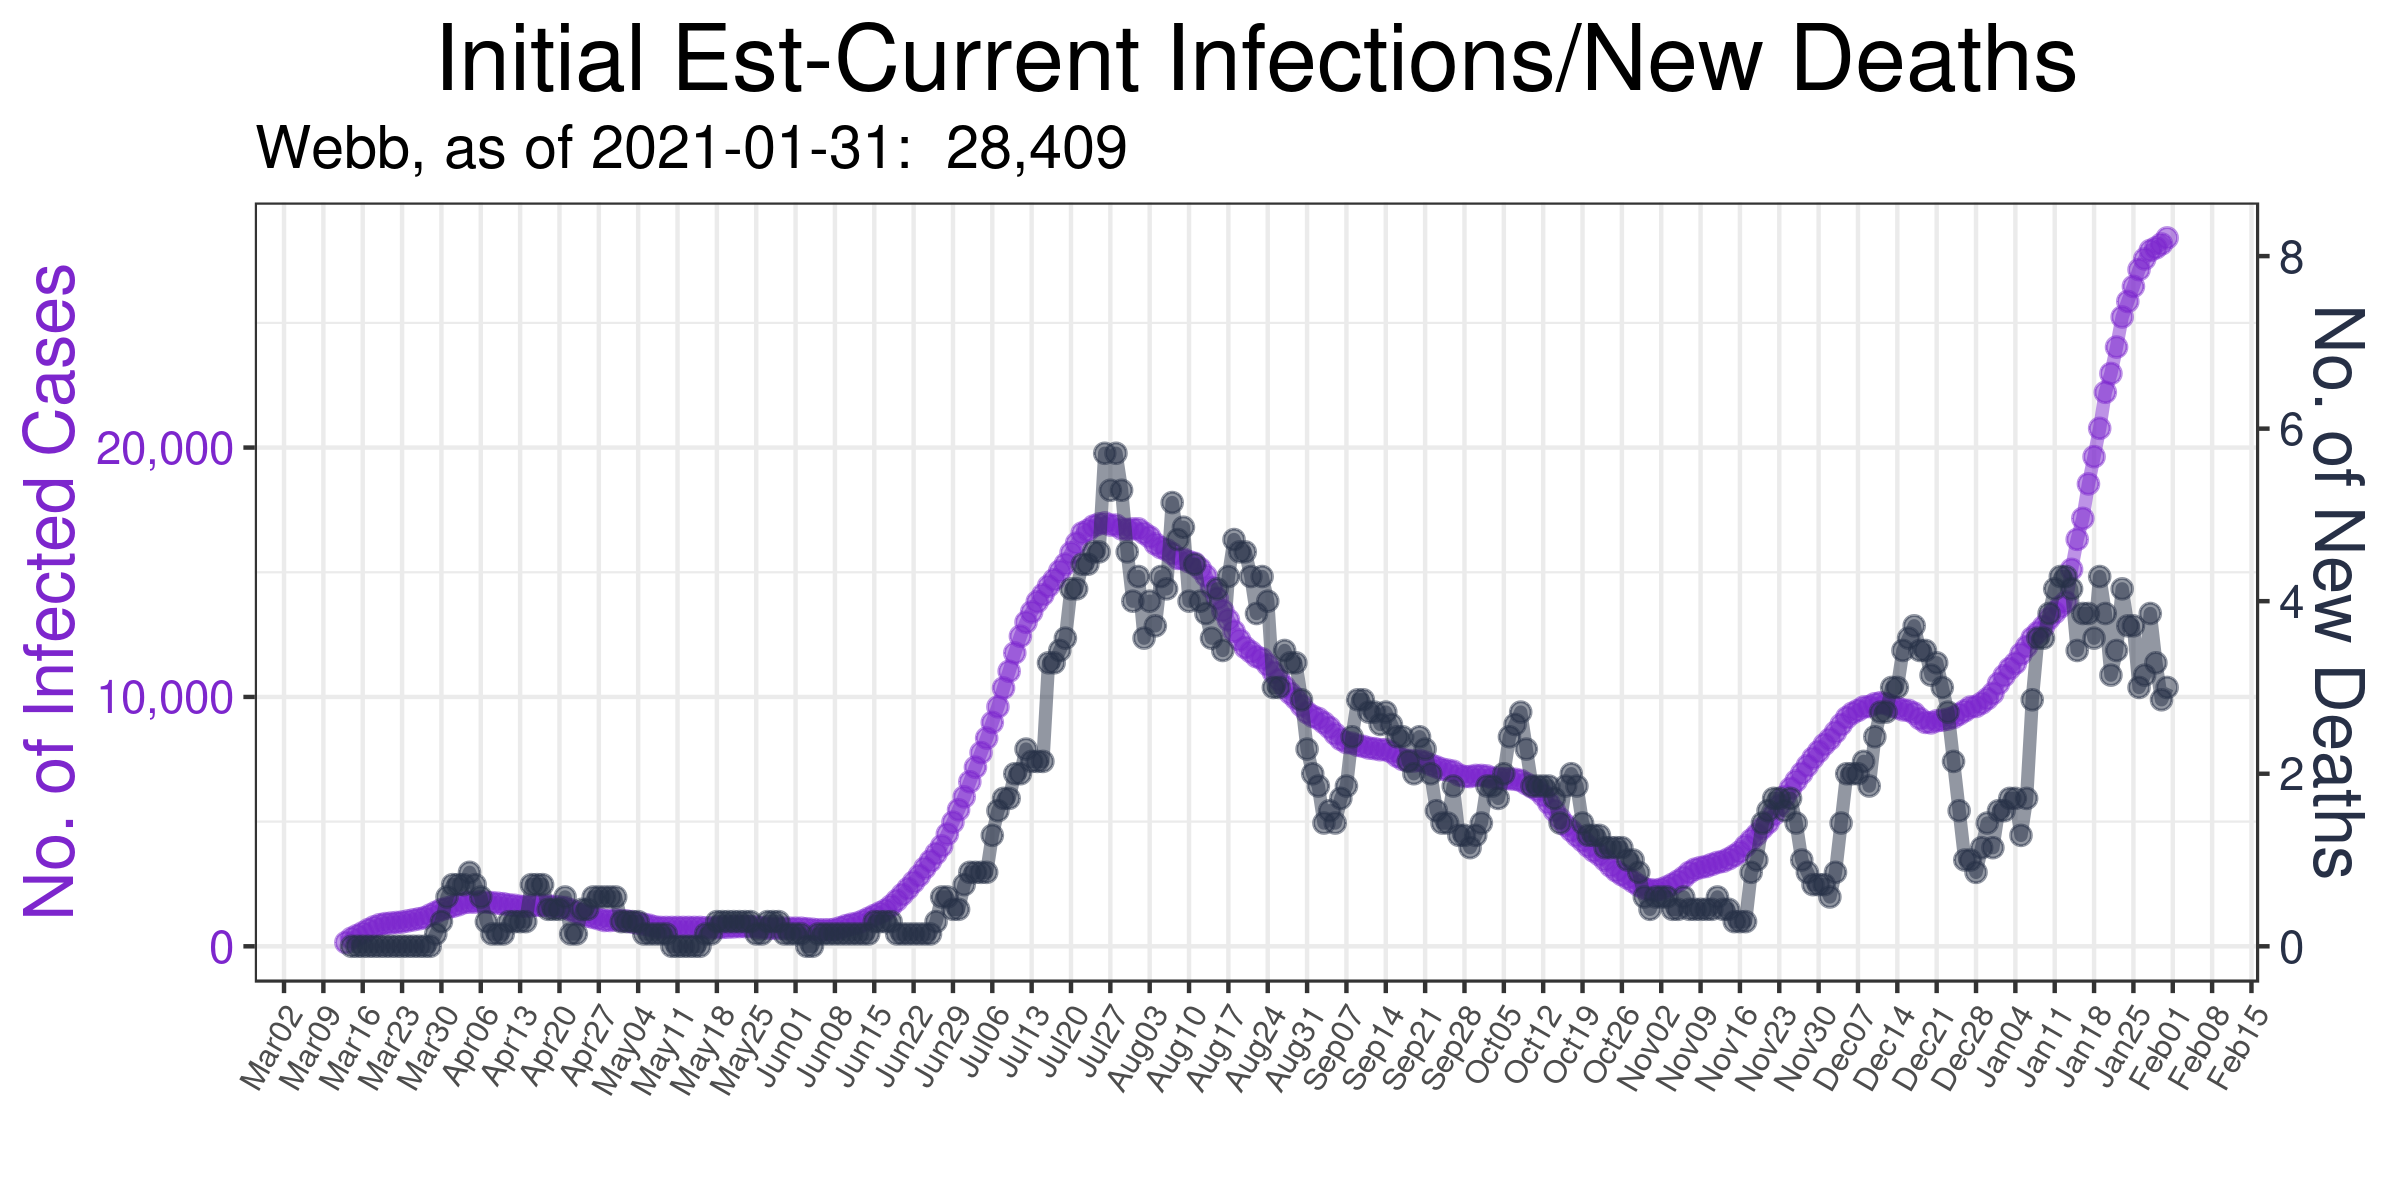 Initial Est-Current Infections/New Deaths
Webb, as of 2021-01-31:  28,409
No. of Infected Cases
20,000
10,000
0
8
6
4
2
0
No. of New Deaths
Mar02
Mar09
Mar16
Mar23
Mar30
Apr06
Apr13
Apr20
Apr27
May04
May11
May18
May25
Jun01
Jun08
Jun15
Jun22
Jun29
Jul06
Jul13
Jul20
Jul27
Aug03
Aug10
Aug17
Aug24
Aug31
Sep07
Sep14
Sep21
Sep28
Oct05
Oct12
Oct19
Oct26
Nov02
Nov09
Nov16
Nov23
Nov30
Dec07
Dec14
Dec21
Dec28
Jan04
Jan11
Jan18
Jan25
Feb01
Feb08
Feb15